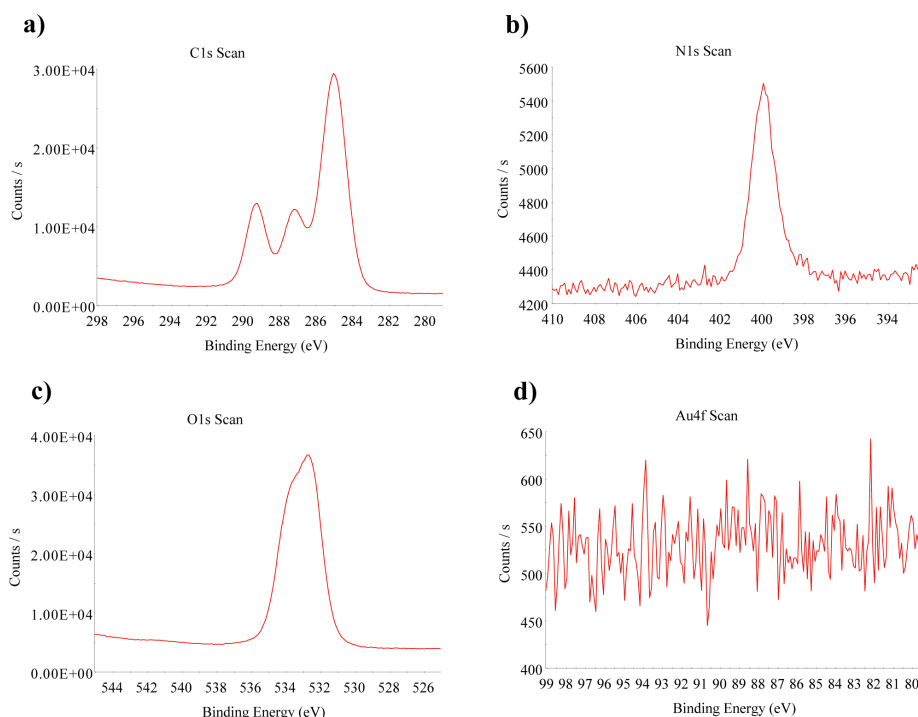 a)
C1s Scan
3.00E+04
2.00E+04
1.00E+04
0.00E+00
Counts / s
298 296 294 292 290 288 286 284 282 280
Binding Energy (eV)
b)
N1s Scan
5600
5400
5200
5000
4800
4600
4400
4200
Counts / s
410 408 406 404 402 400 398 396 394
Binding Energy (eV)
c)
O1s Scan
4.00E+04
3.00E+04
2.00E+04
1.00E+04
0.00E+00
Counts / s
544 542 540 538 536 534 532 530 528 526
Binding Energy (eV)
d)
Au4f Scan
650
600
550
500
450
400
Counts / s
99 98 97 96 95 94 93 92 91 90 89 88 87 86 85 84 83 82 81 80
Binding Energy (eV)